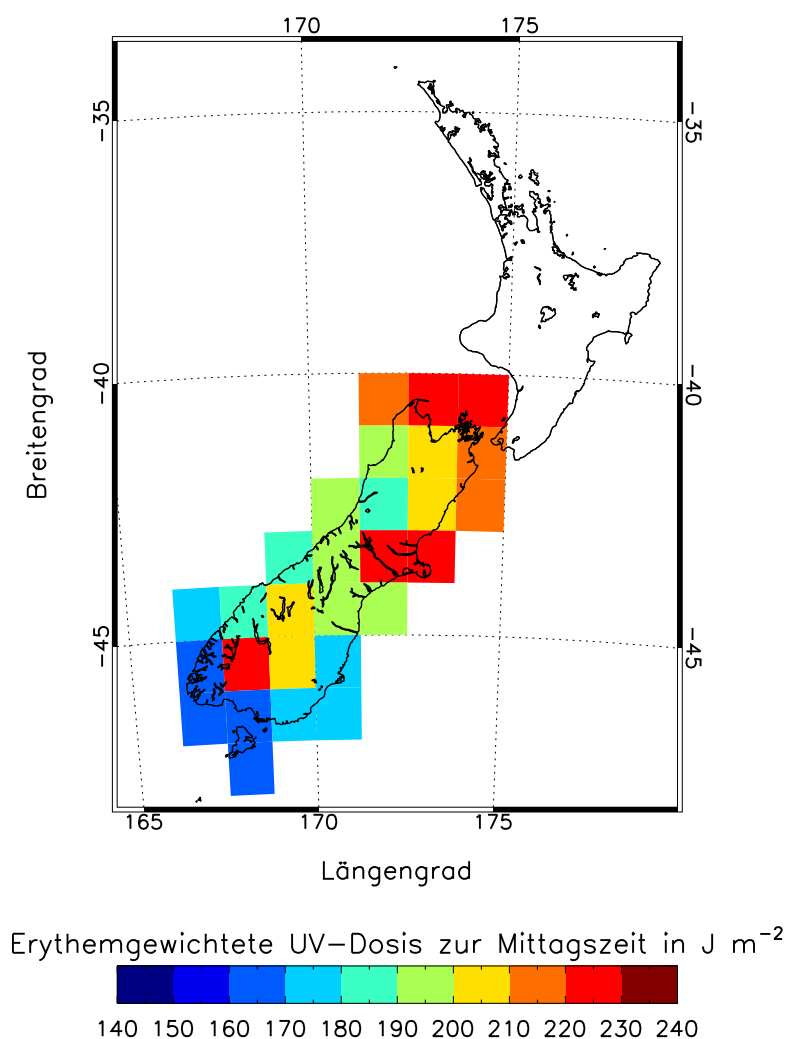 170 175
−35 −35
−40 −40
−45 −45
Breitengrad
165 170 175
Längengrad
Erythemgewichtete UV−Dosis zur Mittagszeit in J m⁻²
140 150 160 170 180 190 200 210 220 230 240